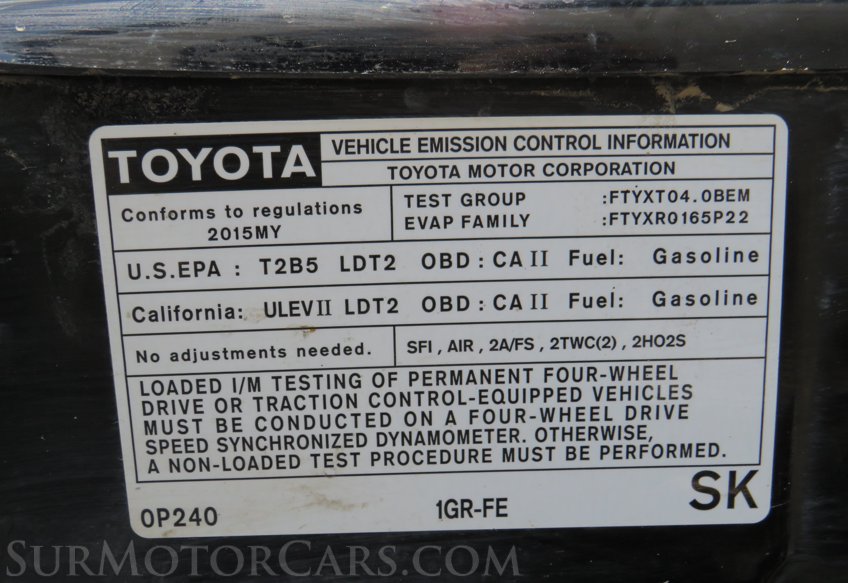 TOYOTA
VEHICLE EMISSION CONTROL INFORMATION
TOYOTA MOTOR CORPORATION
Conforms to regulations
2015MY
TEST GROUP :FTYXT04.0BEM
EVAP FAMILY :FTYXR0165P22
U.S.EPA : T2B5 LDT2 OBD : CA II Fuel: Gasoline
California: ULEVII LDT2 OBD : CA II Fuel: Gasoline
No adjustments needed.
SFI , AIR , 2A/FS , 2TWC(2) , 2HO2S
LOADED I/M TESTING OF PERMANENT FOUR-WHEEL
DRIVE OR TRACTION CONTROL-EQUIPPED VEHICLES
MUST BE CONDUCTED ON A FOUR-WHEEL DRIVE
SPEED SYNCHRONIZED DYNAMOMETER. OTHERWISE,
A NON-LOADED TEST PROCEDURE MUST BE PERFORMED.
0P240 1GR-FE SK
SurMotorCars.com